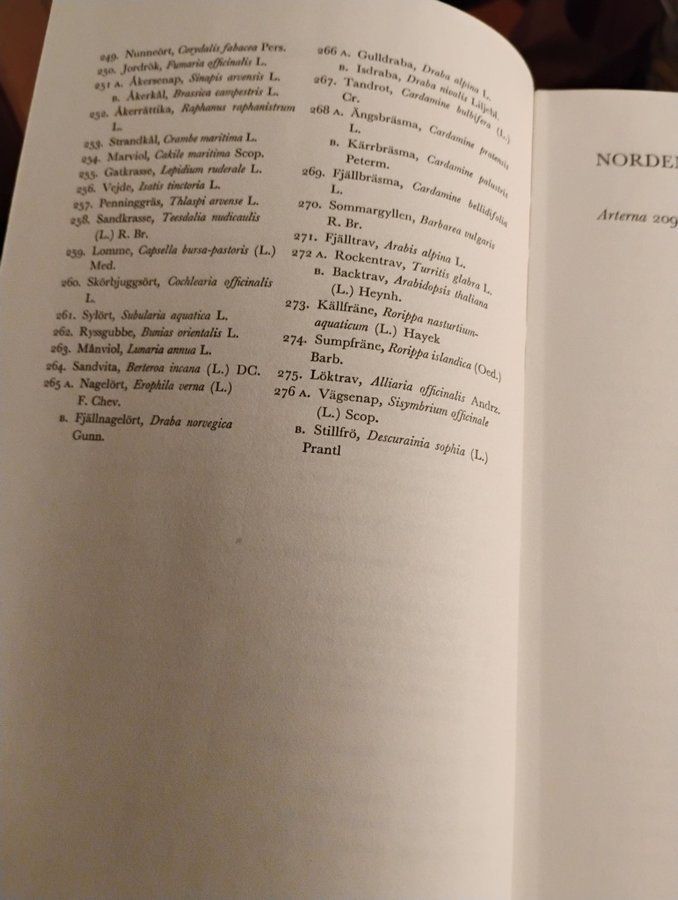 249. Nunneört, Corydalis fabacea Pers.
250. Jordrök, Fumaria officinalis L.
251 A. Åkersenap, Sinapis arvensis L.
B. Åkerkål, Brassica campestris L.
252. Åkerrättika, Raphanus raphanistrum
L.
253. Strandkål, Crambe maritima L.
254. Marviol, Cakile maritima Scop.
255. Gatkrasse, Lepidium ruderale L.
256. Vejde, Isatis tinctoria L.
257. Penninggräs, Thlaspi arvense L.
258. Sandkrasse, Teesdalia nudicaulis
(L.) R. Br.
259. Lomme, Capsella bursa-pastoris (L.)
Med.
260. Skörbjuggsört, Cochlearia officinalis
L.
261. Sylört, Subularia aquatica L.
262. Ryssgubbe, Bunias orientalis L.
263. Månviol, Lunaria annua L.
264. Sandvita, Berteroa incana (L.) DC.
265 A. Nagelört, Erophila verna (L.)
F. Chev.
B. Fjällnagelört, Draba norvegica
Gunn.
266 A. Gulldraba, Draba alpina L.
B. Isdraba, Draba nivalis Liljebl.
267. Tandrot, Cardamine bulbifera (L.)
Cr.
268 A. Ängsbräsma, Cardamine pratensis
L.
B. Kärrbräsma, Cardamine palustris
Peterm.
269. Fjällbräsma, Cardamine bellidifolia
L.
270. Sommargyllen, Barbarea vulgaris
R. Br.
271. Fjälltrav, Arabis alpina L.
272 A. Rockentrav, Turritis glabra L.
B. Backtrav, Arabidopsis thaliana
(L.) Heynh.
273. Källfräne, Rorippa nasturtium-
aquaticum (L.) Hayek
274. Sumpfräne, Rorippa islandica (Oed.)
Barb.
275. Löktrav, Alliaria officinalis Andrz.
276 A. Vägsenap, Sisymbrium officinale
(L.) Scop.
B. Stillfrö, Descurainia sophia (L.)
Prantl
NORDEN
Arterna 209